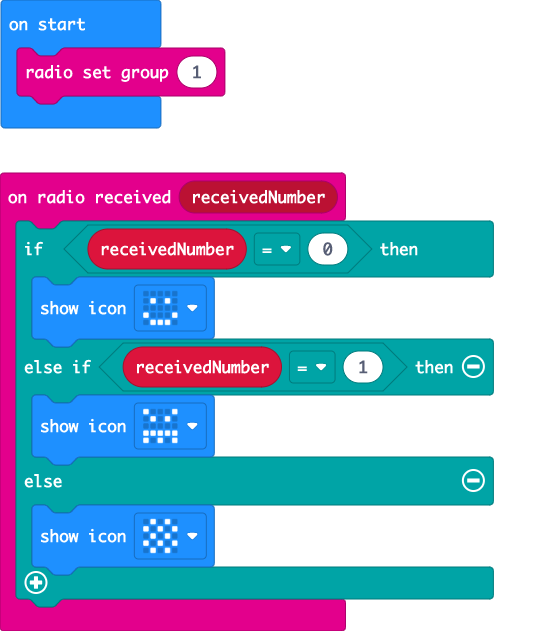 on start
radio set group 1
on radio received receivedNumber
if receivedNumber = 0 then
show icon
else if receivedNumber = 1 then
show icon
else
show icon